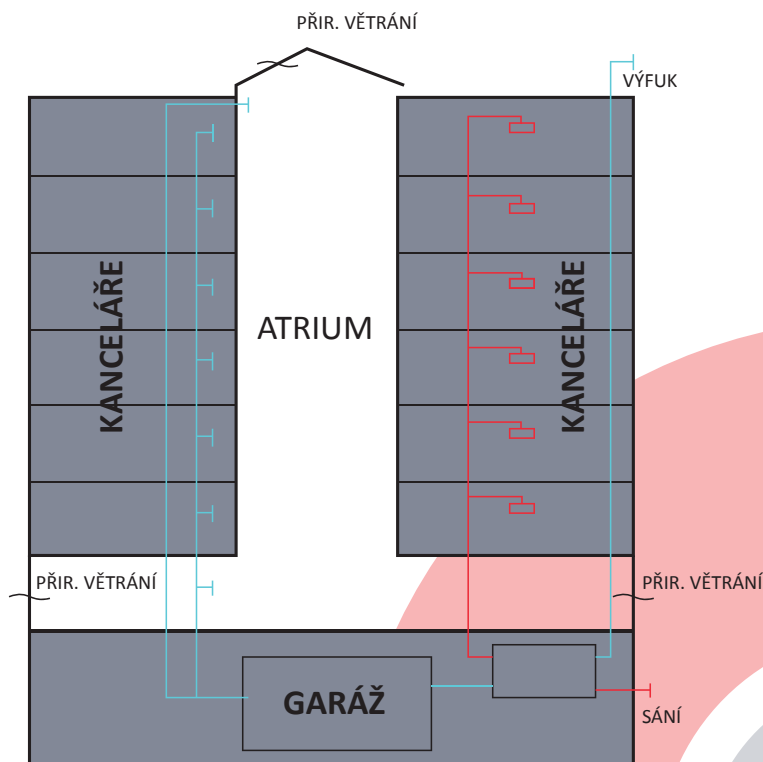 PŘIR. VĚTRÁNÍ
VÝFUK
KANCELÁŘE
ATRIUM
KANCELÁŘE
PŘIR. VĚTRÁNÍ
PŘIR. VĚTRÁNÍ
GARÁŽ
SÁNÍ